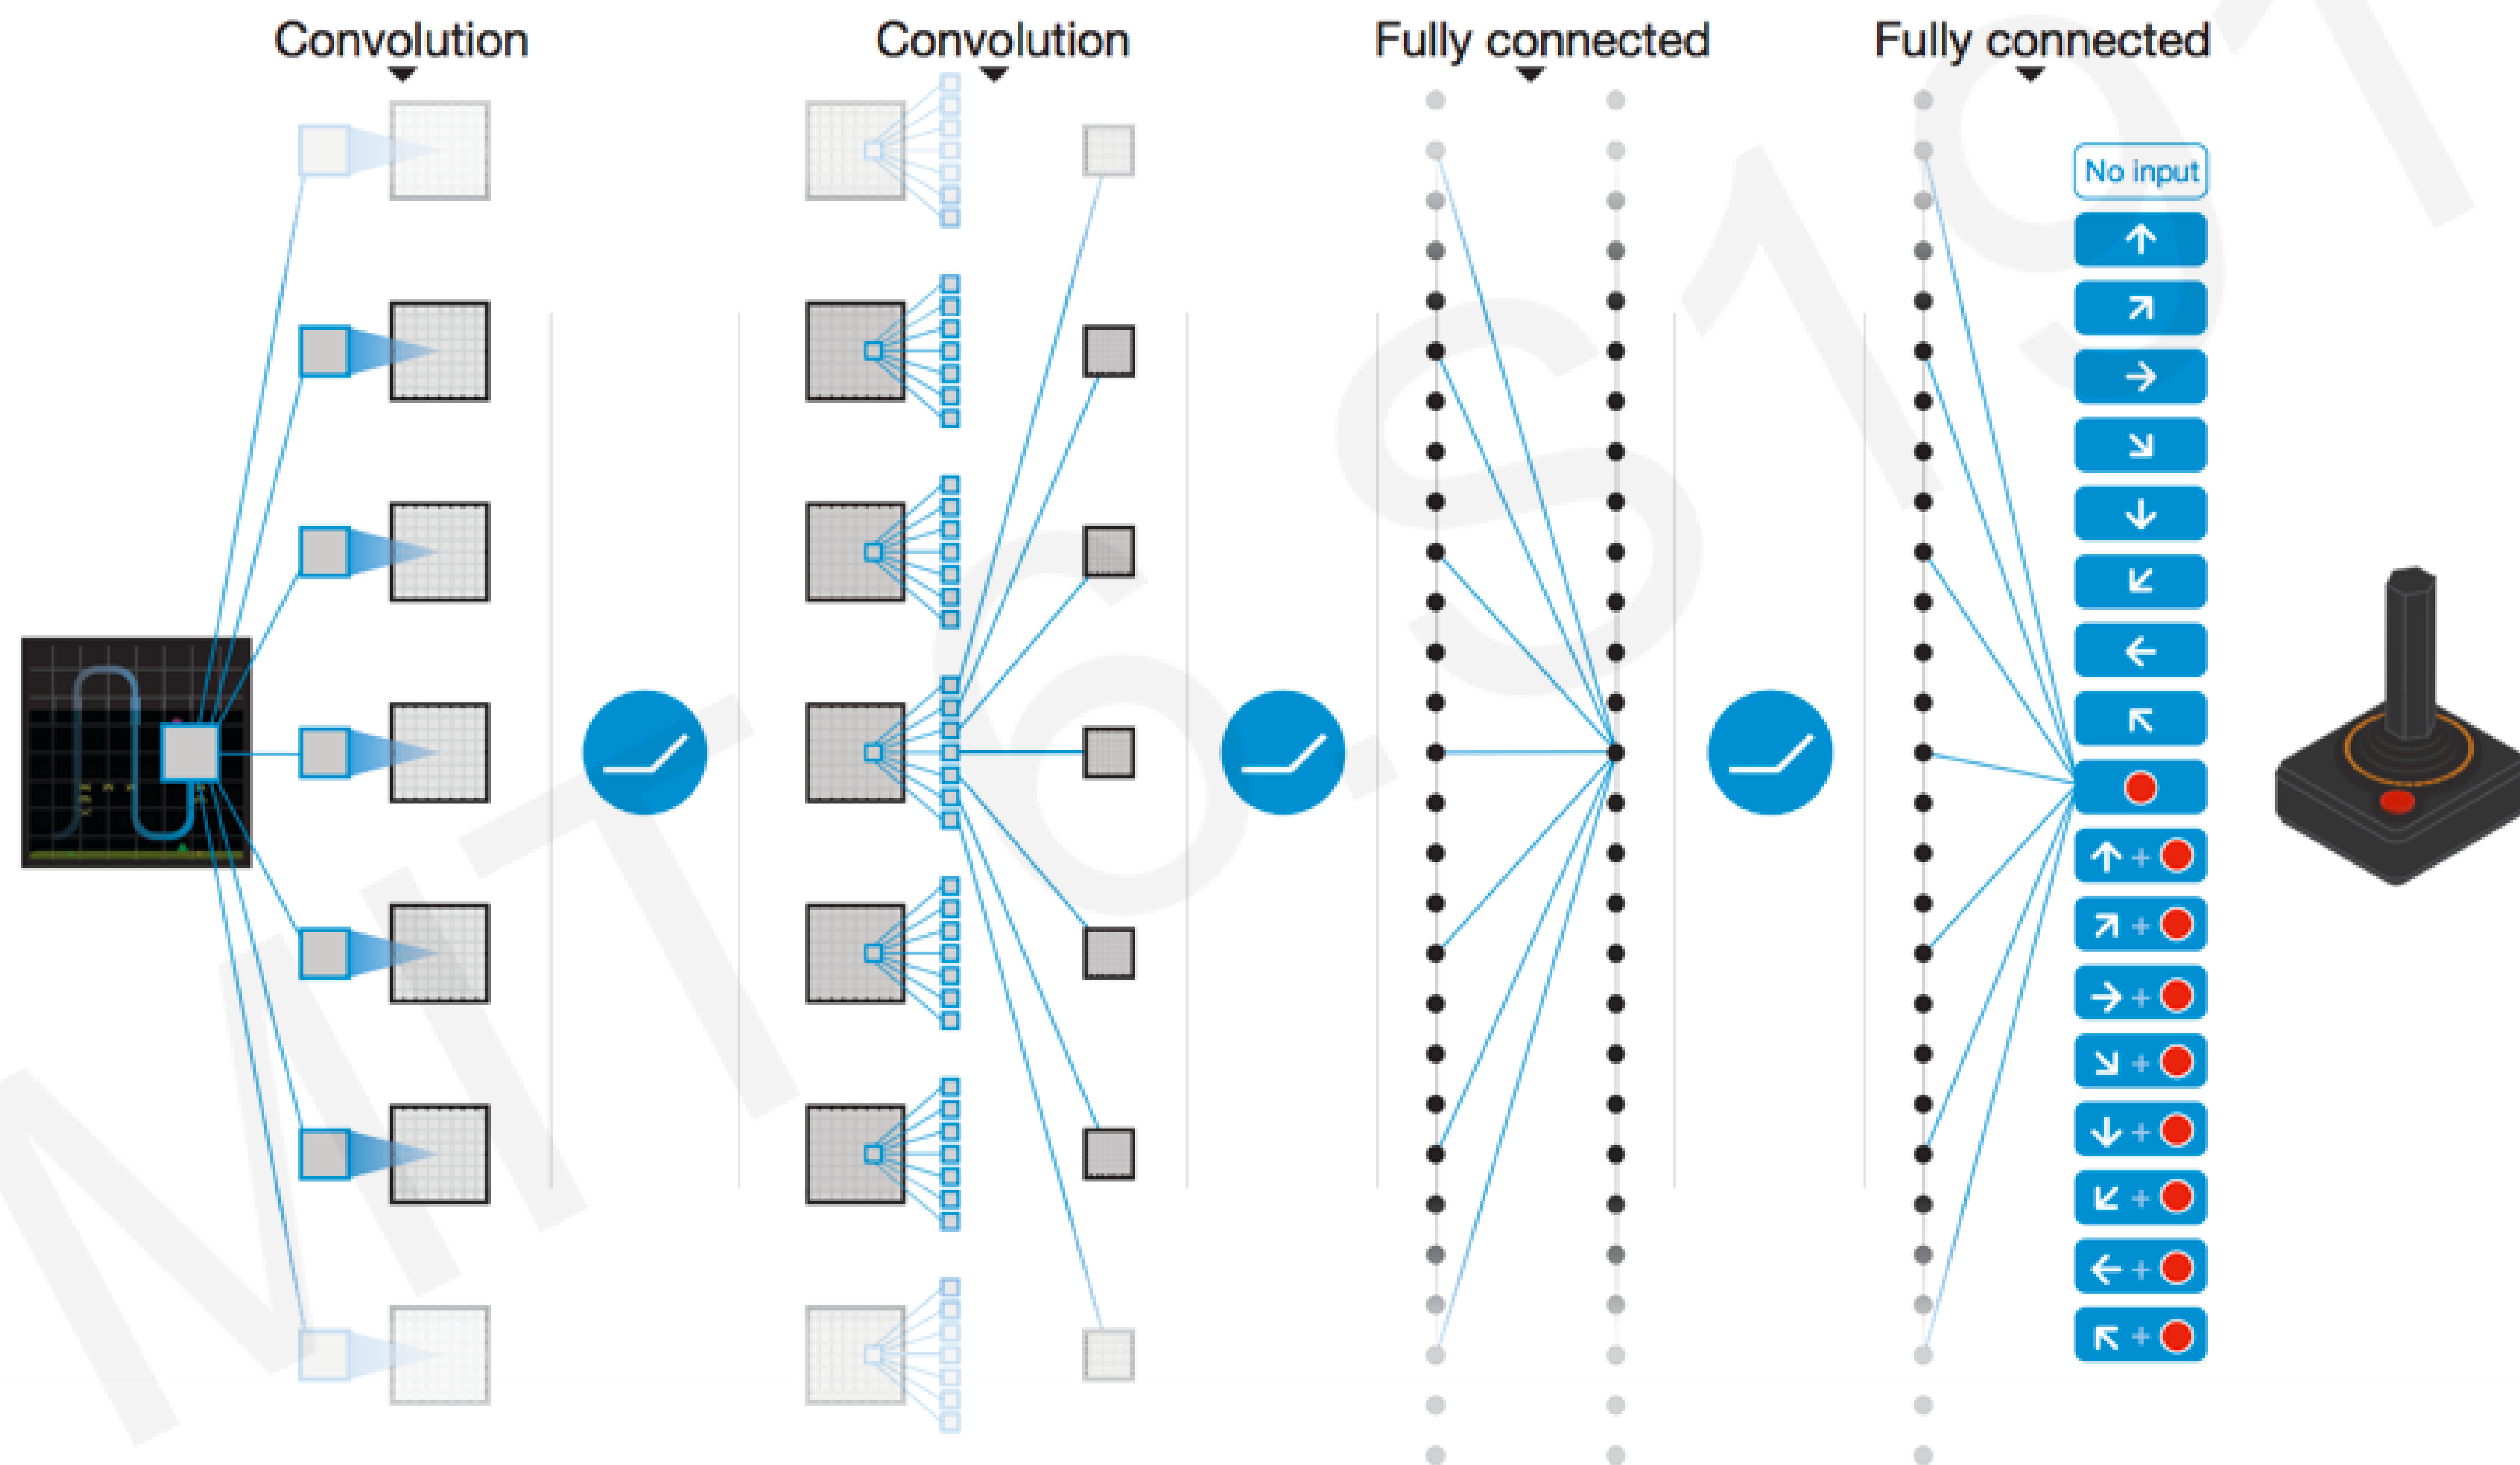 Convolution
Convolution
Fully connected
Fully connected
No input
+
+
+
+
+
+
+
+
MIT 6.S191